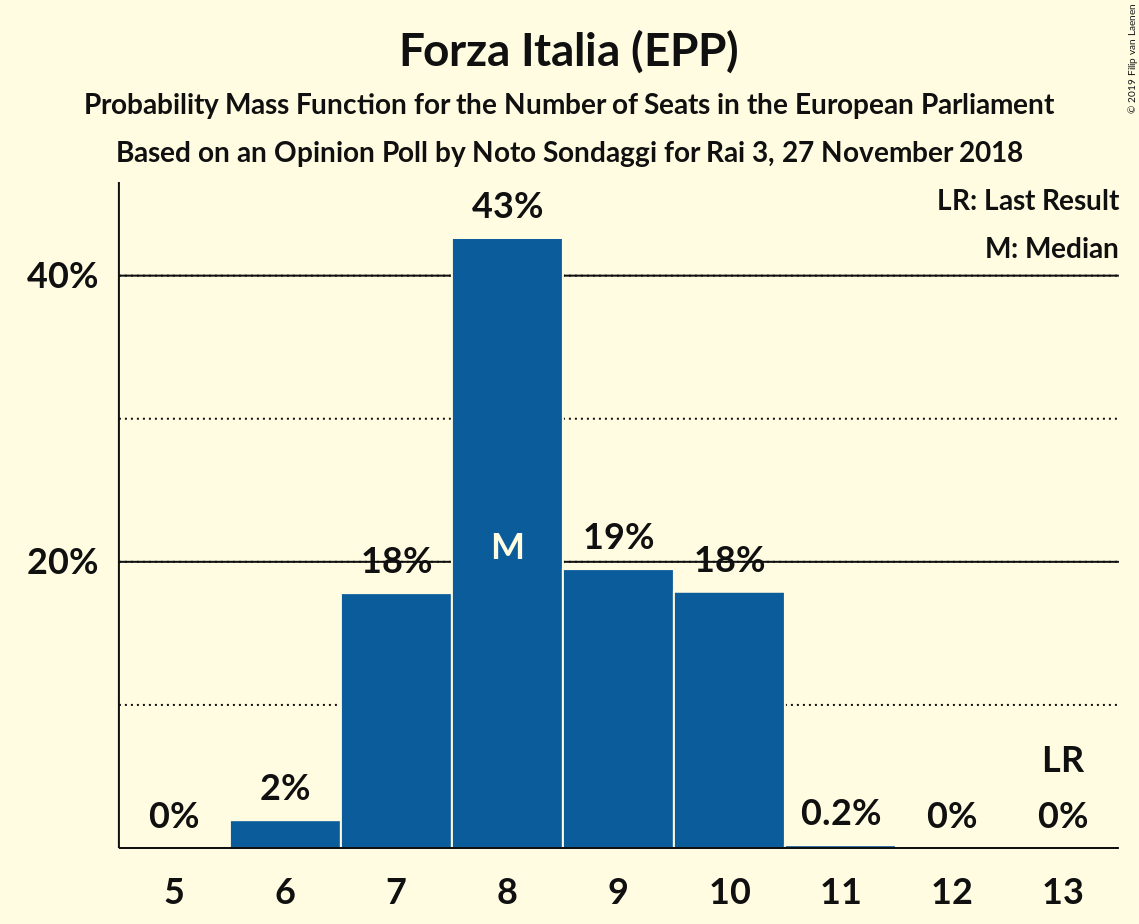 Forza Italia (EPP)
Probability Mass Function for the Number of Seats in the European Parliament
Based on an Opinion Poll by Noto Sondaggi for Rai 3, 27 November 2018
© 2019 Filip van Laenen
LR: Last Result
M: Median
40%
20%
0%
2%
18%
43%
M
19%
18%
0.2%
0%
LR
0%
5 6 7 8 9 10 11 12 13